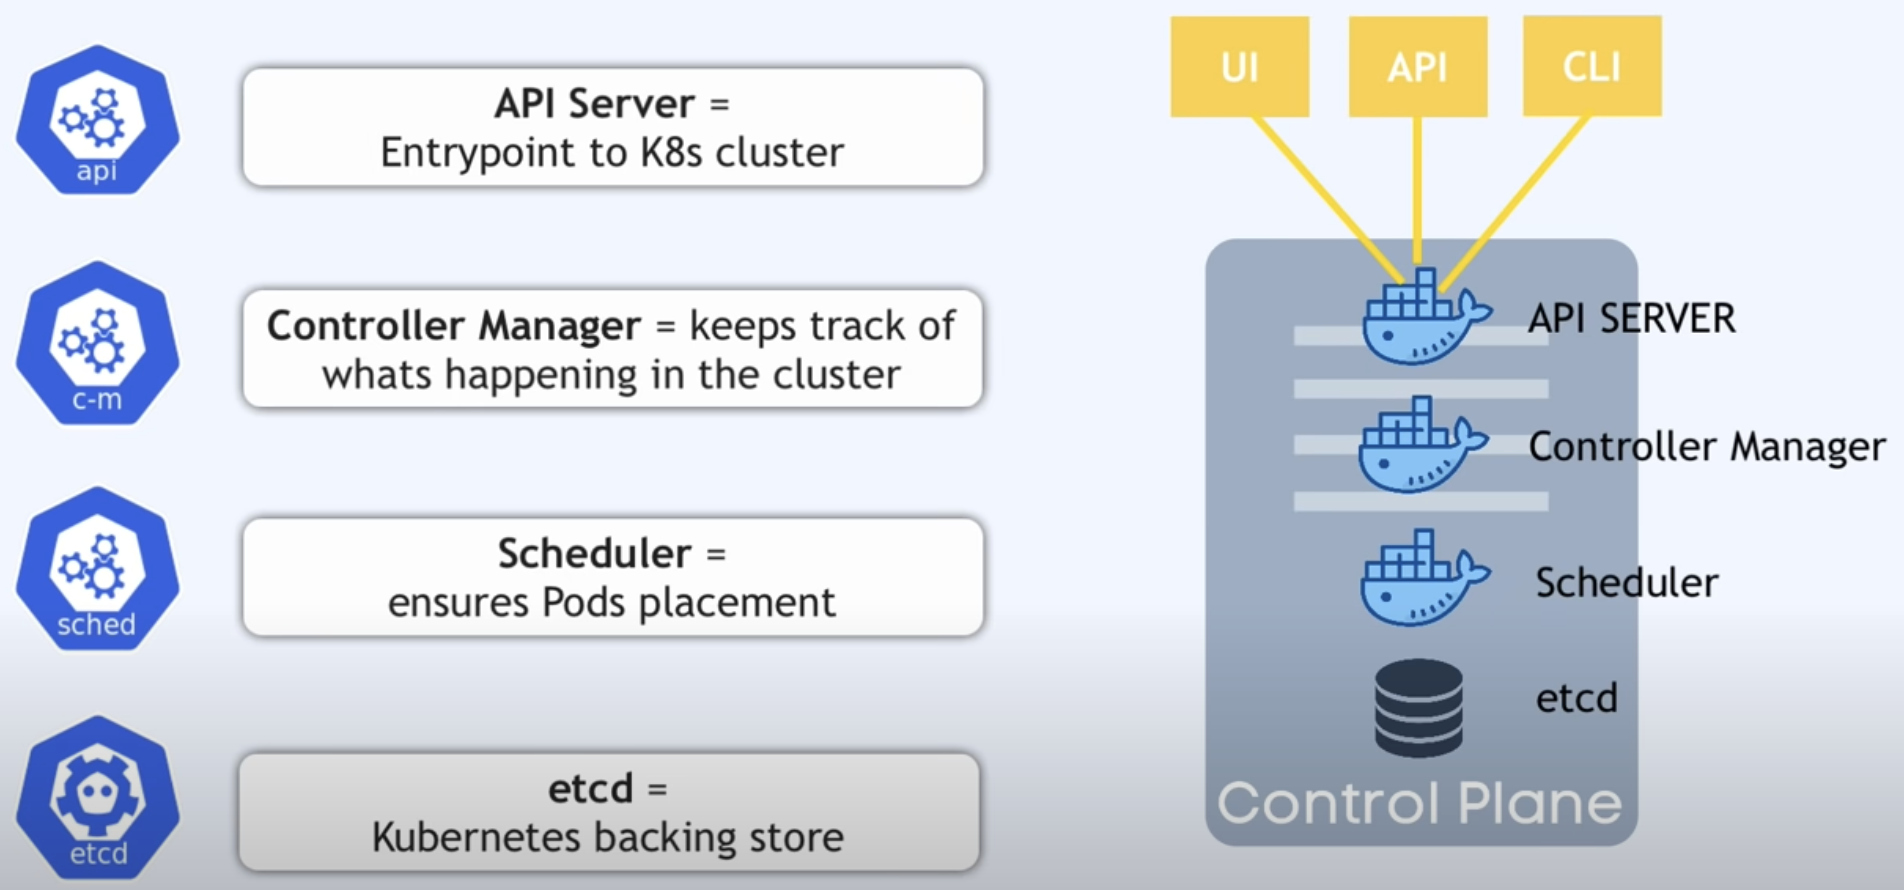 api
API Server =
Entrypoint to K8s cluster
c-m
Controller Manager = keeps track of
whats happening in the cluster
sched
Scheduler =
ensures Pods placement
etcd
etcd =
Kubernetes backing store
UI
API
CLI
API SERVER
Controller Manager
Scheduler
etcd
Control Plane